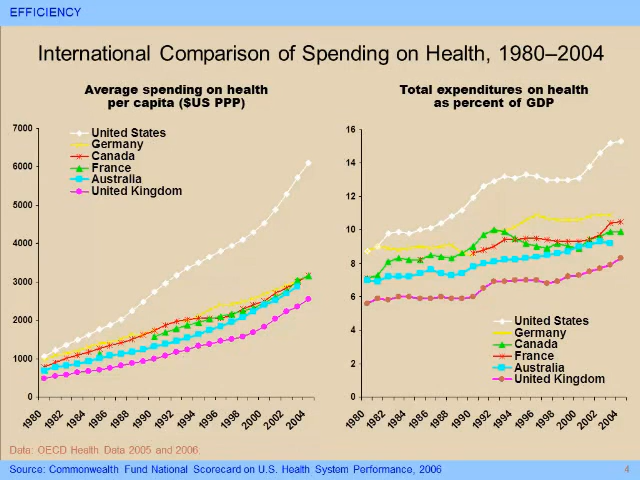 EFFICIENCY
International Comparison of Spending on Health, 1980–2004
Average spending on health
per capita ($US PPP)
7000
6000
5000
4000
3000
2000
1000
0
United States
Germany
Canada
France
Australia
United Kingdom
1980
1982
1984
1986
1988
1990
1992
1994
1996
1998
2000
2002
2004
Total expenditures on health
as percent of GDP
16
14
12
10
8
6
4
2
0
United States
Germany
Canada
France
Australia
United Kingdom
1980
1982
1984
1986
1988
1990
1992
1994
1996
1998
2000
2002
2004
Data: OECD Health Data 2005 and 2006.
Source: Commonwealth Fund National Scorecard on U.S. Health System Performance, 2006
4